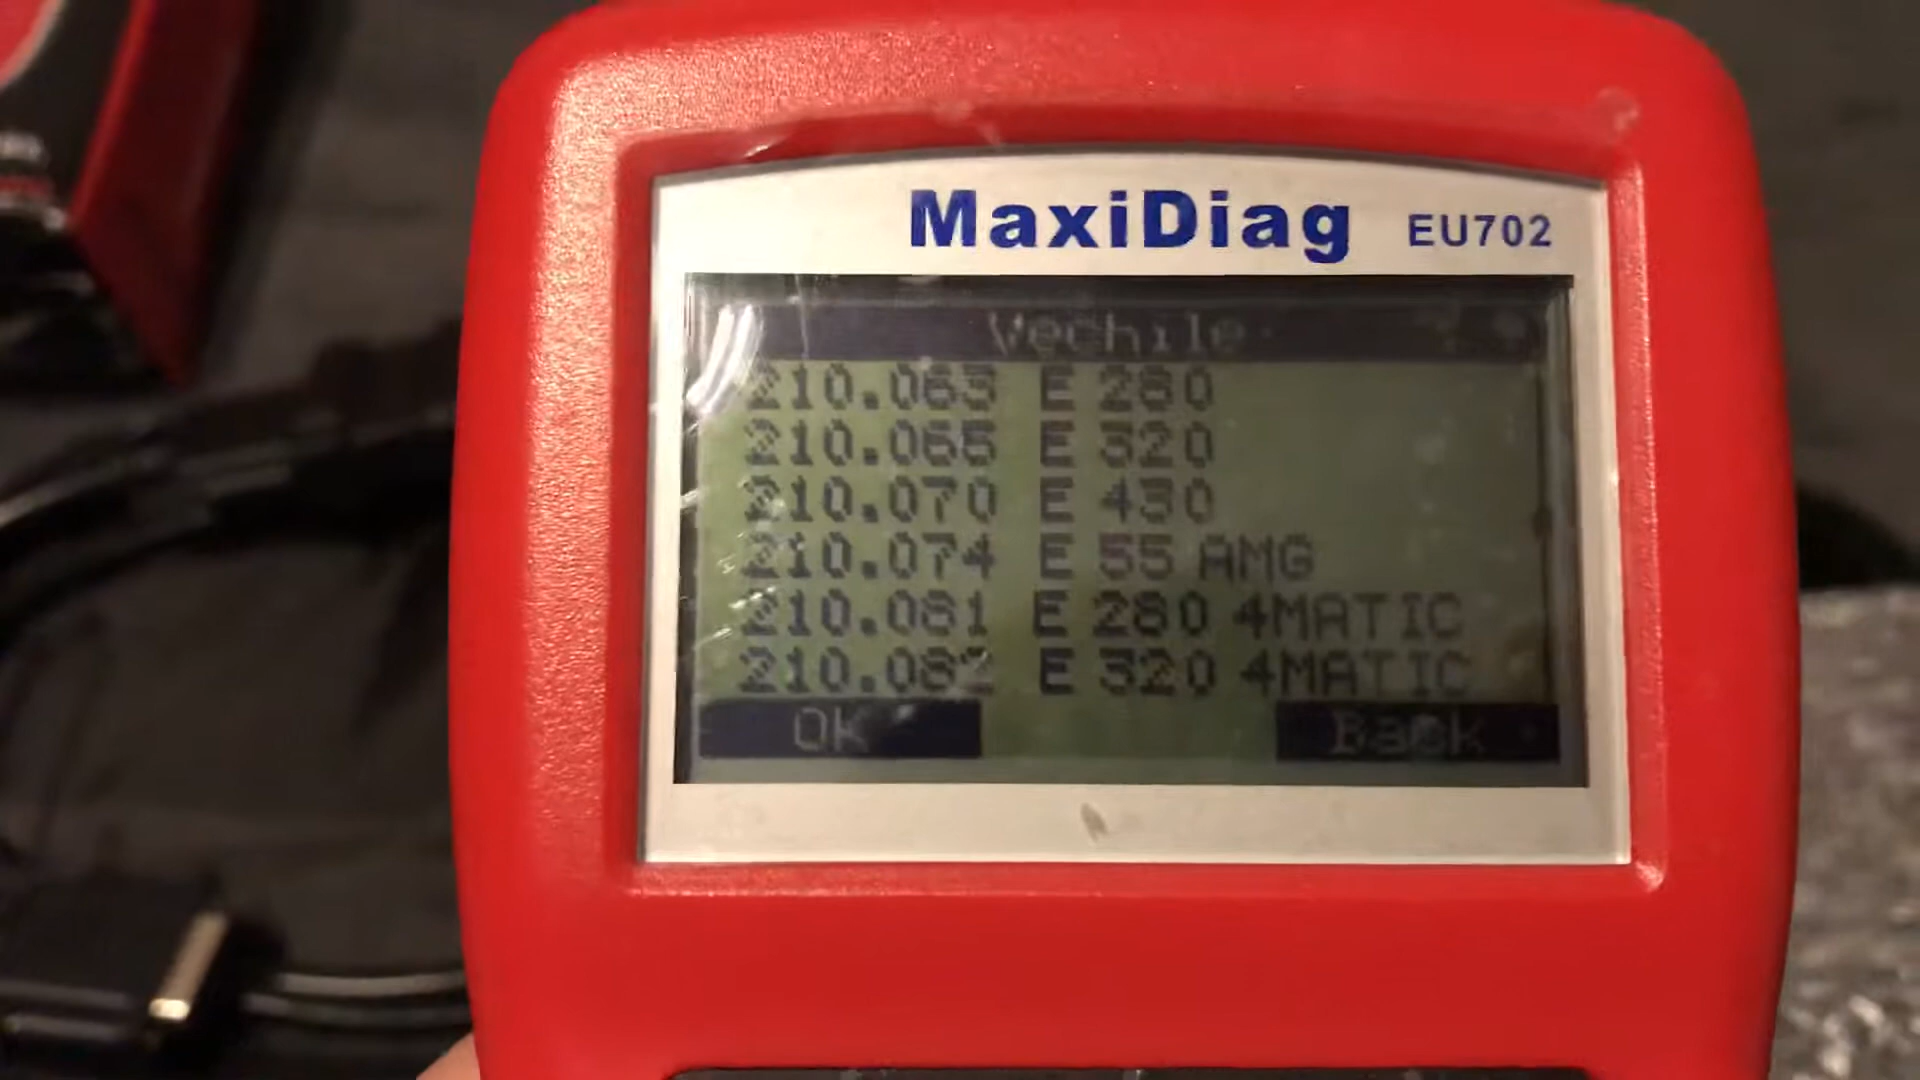 MaxiDiag EU702
Vechile
210.063 E 280
210.065 E 320
210.070 E 430
210.074 E 55 AMG
210.081 E 280 4MATIC
210.082 E 320 4MATIC
OK Back